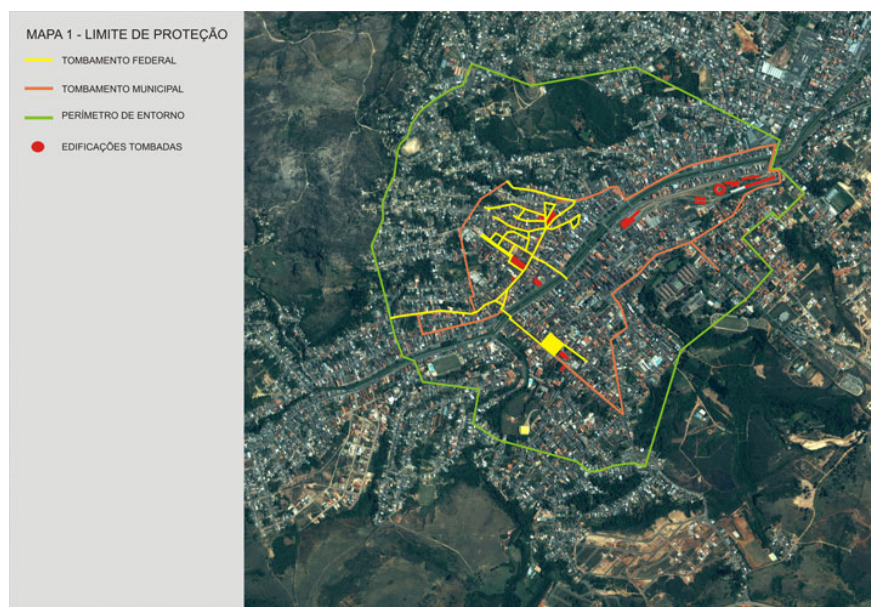 MAPA 1 - LIMITE DE PROTEÇÃO
TOMBAMENTO FEDERAL
TOMBAMENTO MUNICIPAL
PERÍMETRO DE ENTORNO
EDIFICAÇÕES TOMBADAS